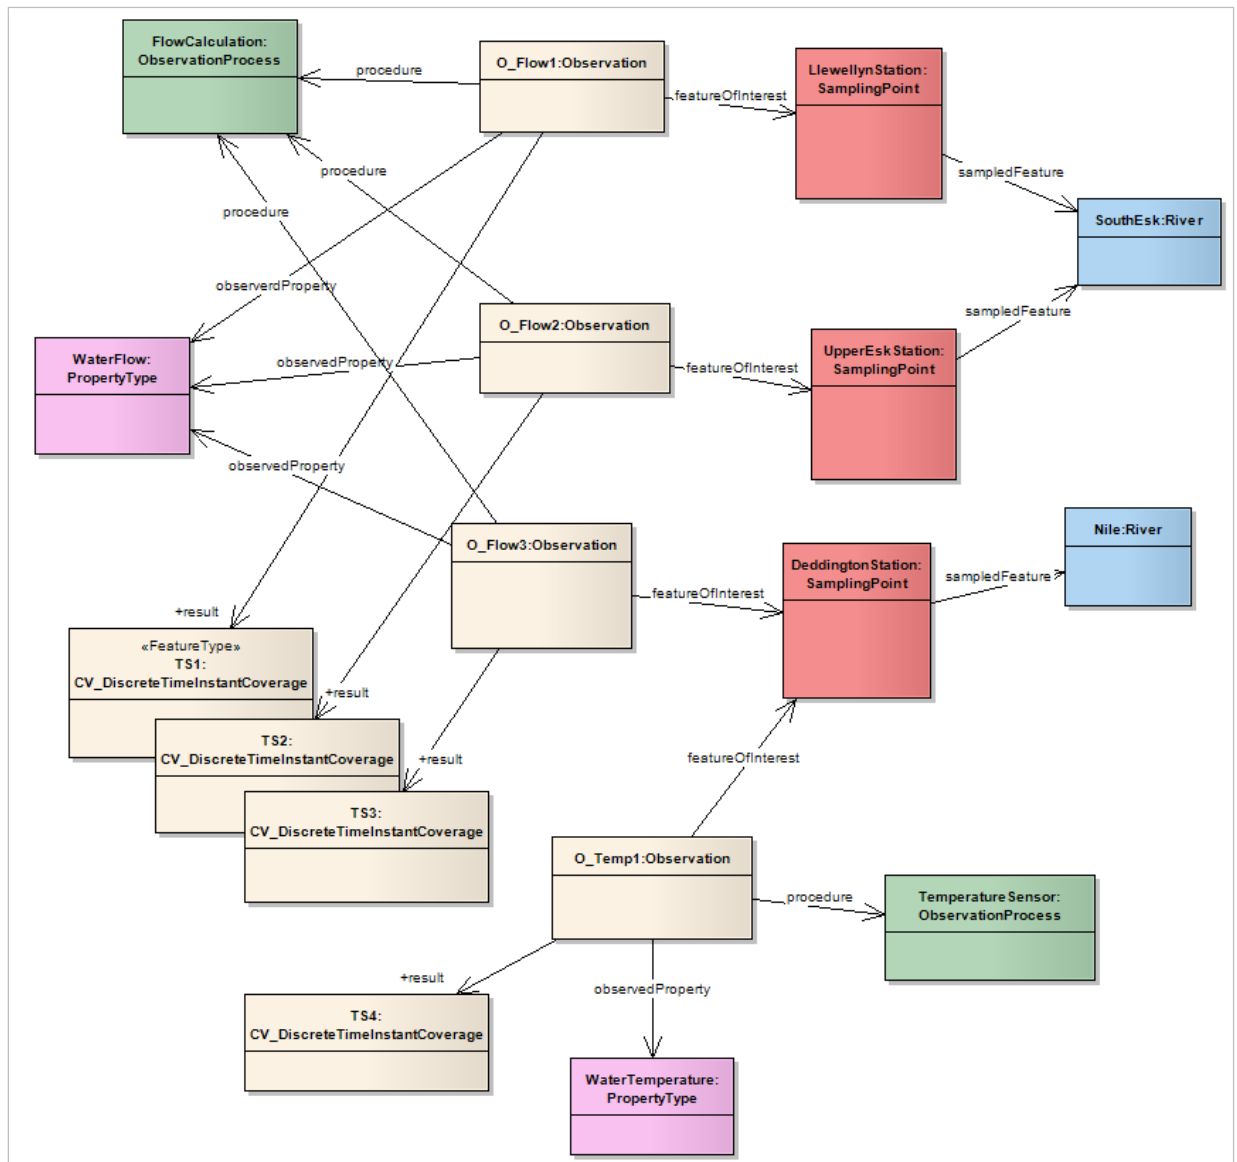 FlowCalculation:
ObservationProcess
procedure
O_Flow1:Observation
featureOfInterest
LlewellynStation:
SamplingPoint
procedure
sampledFeature
procedure
SouthEsk:River
observerdProperty
O_Flow2:Observation
sampledFeature
WaterFlow:
PropertyType
observedProperty
featureOfInterest
UpperEskStation:
SamplingPoint
observedProperty
O_Flow3:Observation
featureOfInterest
DeddingtonStation:
SamplingPoint
sampledFeature
Nile:River
+result
«FeatureType»
TS1:
CV_DiscreteTimeInstantCoverage
+result
TS2:
CV_DiscreteTimeInstantCoverage
+result
TS3:
CV_DiscreteTimeInstantCoverage
featureOfInterest
O_Temp1:Observation
procedure
TemperatureSensor:
ObservationProcess
+result
observedProperty
TS4:
CV_DiscreteTimeInstantCoverage
WaterTemperature:
PropertyType